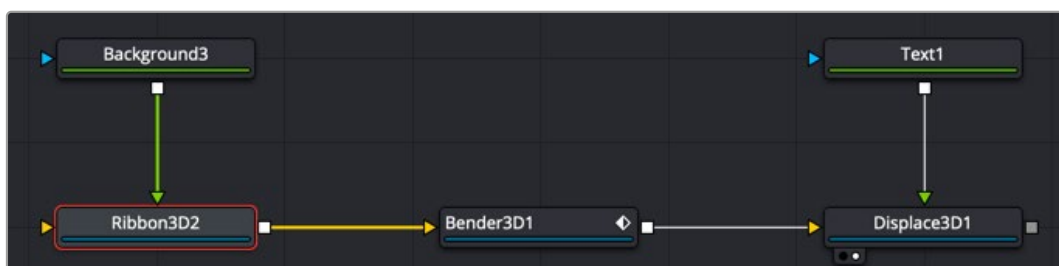 Background3
Text1
Ribbon3D2
Bender3D1
Displace3D1